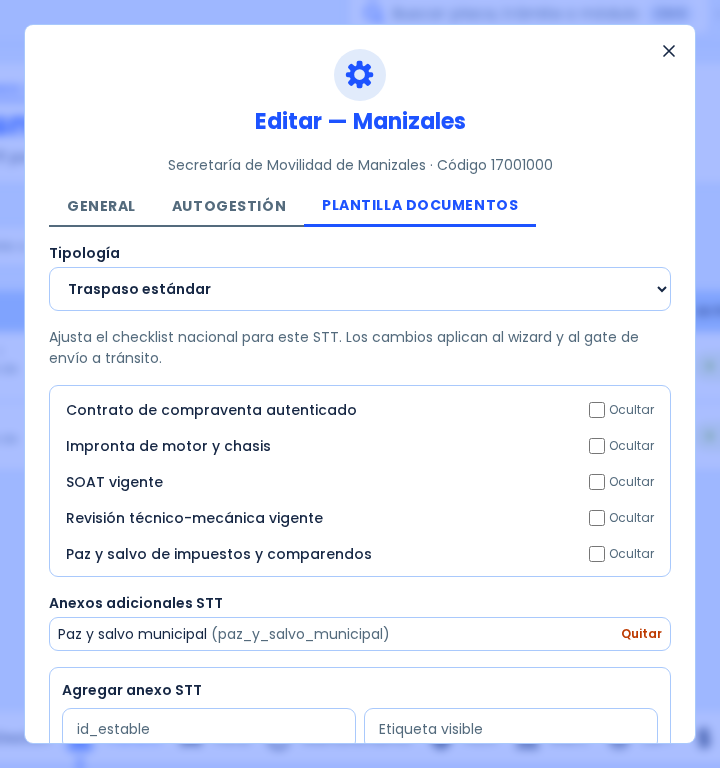 Editar — Manizales
Secretaría de Movilidad de Manizales · Código 17001000
GENERAL AUTOGESTIÓN PLANTILLA DOCUMENTOS
Tipología
Traspaso estándar
Ajusta el checklist nacional para este STT. Los cambios aplican al wizard y al gate de
envío a tránsito.
Contrato de compraventa autenticado Ocultar
Impronta de motor y chasis Ocultar
SOAT vigente Ocultar
Revisión técnico-mecánica vigente Ocultar
Paz y salvo de impuestos y comparendos Ocultar
Anexos adicionales STT
Paz y salvo municipal (paz_y_salvo_municipal) Quitar
Agregar anexo STT
id_estable Etiqueta visible